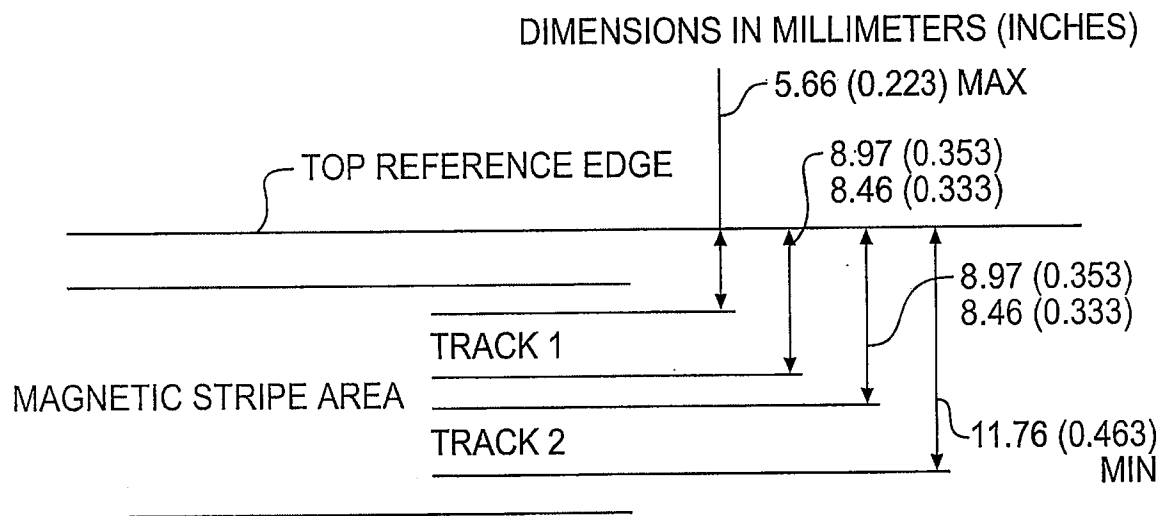 DIMENSIONS IN MILLIMETERS (INCHES)
5.66 (0.223) MAX
TOP REFERENCE EDGE
8.97 (0.353)
8.46 (0.333)
8.97 (0.353)
8.46 (0.333)
TRACK 1
MAGNETIC STRIPE AREA
TRACK 2
11.76 (0.463)
MIN